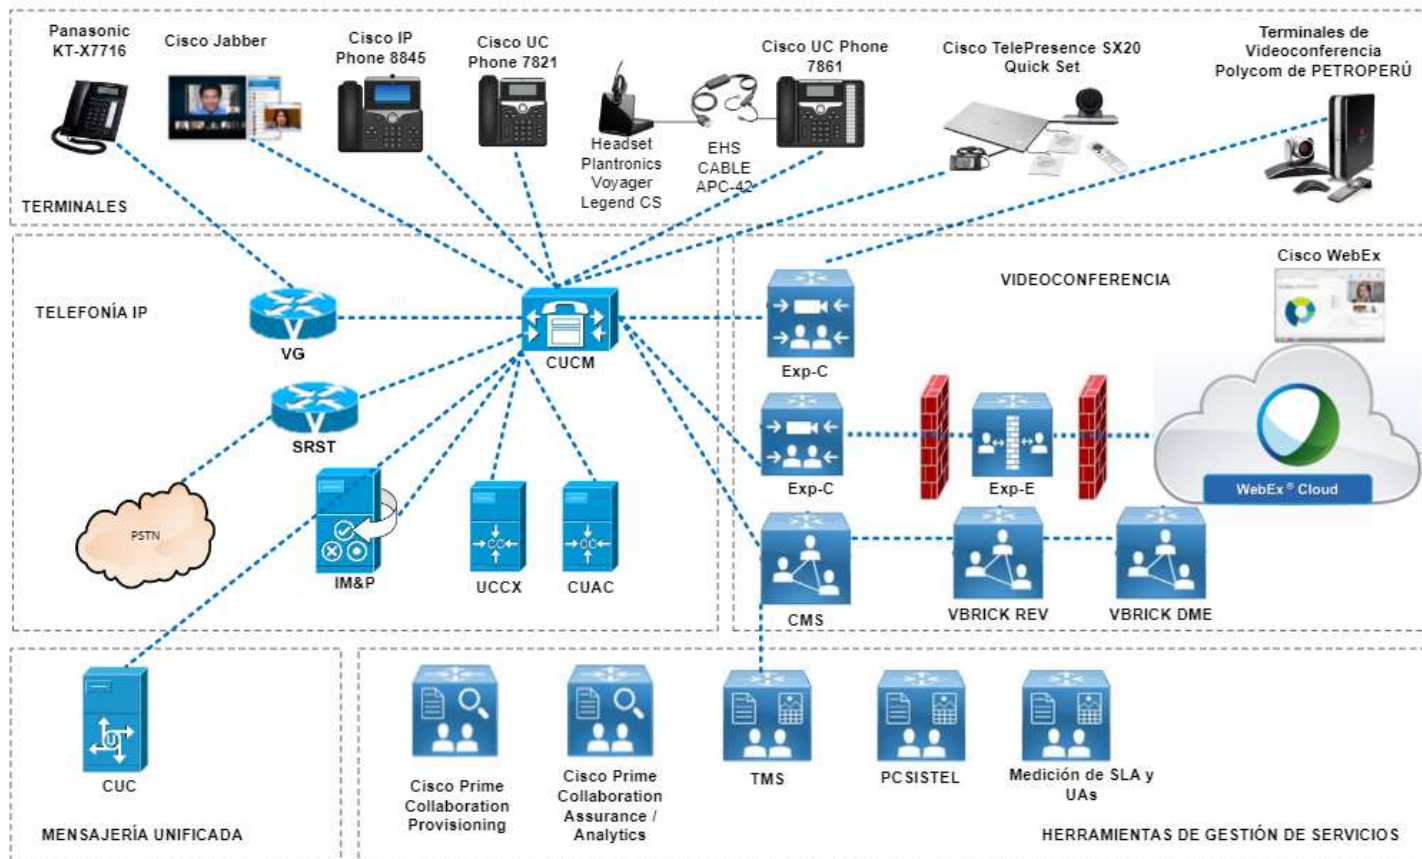 Panasonic
KT-X7716
Cisco Jabber
Cisco IP
Phone 8845
Cisco UC
Phone 7821
Cisco UC Phone
7861
Cisco TelePresence SX20
Quick Set
Terminales de
Videoconferencia
Polycom de PETROPERÚ
Headset
Plantronics
Voyager
Legend CS
EHS
CABLE
APC-42
TERMINALES
TELEFONÍA IP
VG
CUCM
SRST
PSTN
IM&P
UCCX
CUAC
VIDEOCONFERENCIA
Cisco WebEx
Exp-C
Exp-C
Exp-E
WebEx® Cloud
CMS
VBRICK REV
VBRICK DME
CUC
MENSAJERÍA UNIFICADA
Cisco Prime
Collaboration
Provisioning
Cisco Prime
Collaboration
Assurance /
Analytics
TMS
PCSISTEL
Medición de SLA y
UAs
HERRAMIENTAS DE GESTIÓN DE SERVICIOS